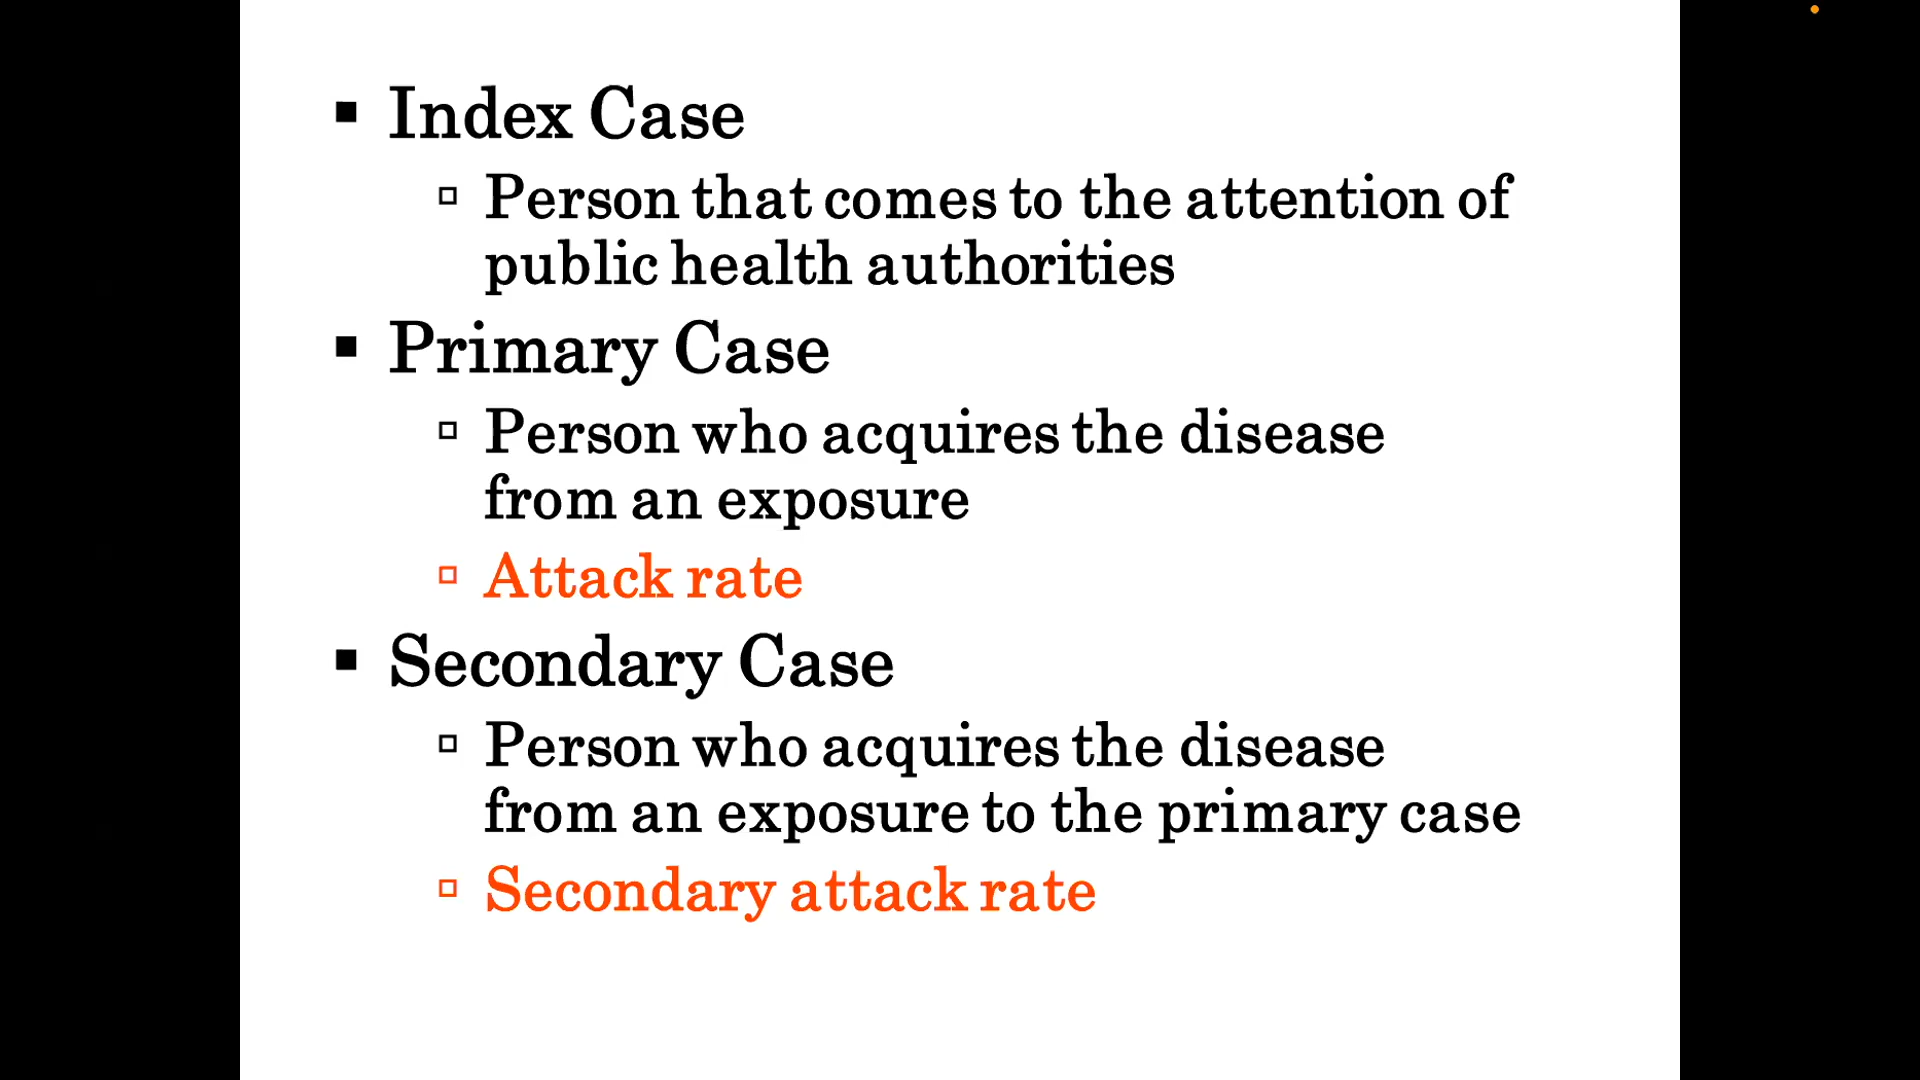 ▪ Index Case
▫ Person that comes to the attention of
public health authorities
▪ Primary Case
▫ Person who acquires the disease
from an exposure
▫ Attack rate
▪ Secondary Case
▫ Person who acquires the disease
from an exposure to the primary case
▫ Secondary attack rate